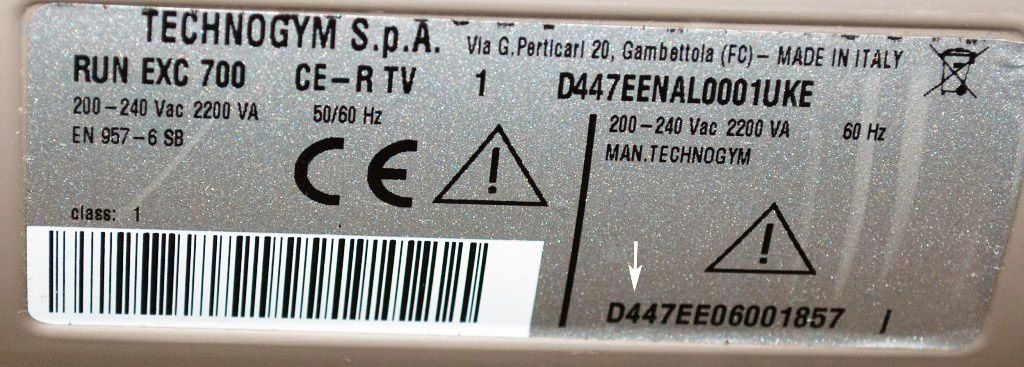 TECHNOGYM S.p.A. Via G.Perticari 20, Gambettola (FC) – MADE IN ITALY
RUN EXC 700 CE–R TV 1 D447EENAL0001UKE
200–240 Vac 2200 VA 50/60 Hz
EN 957–6 SB
CE
class: 1
200–240 Vac 2200 VA 60 Hz
MAN.TECHNOGYM
D447EE06001857 j